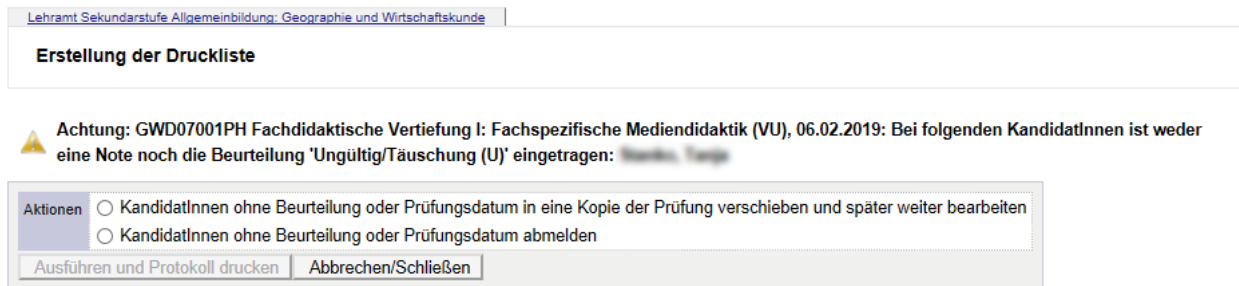 Lehramt Sekundarstufe Allgemeinbildung: Geographie und Wirtschaftskunde
Erstellung der Druckliste
Achtung: GWD07001PH Fachdidaktische Vertiefung I: Fachspezifische Mediendidaktik (VU), 06.02.2019: Bei folgenden KandidatInnen ist weder
eine Note noch die Beurteilung 'Ungültig/Täuschung (U)' eingetragen:
Aktionen
KandidatInnen ohne Beurteilung oder Prüfungsdatum in eine Kopie der Prüfung verschieben und später weiter bearbeiten
KandidatInnen ohne Beurteilung oder Prüfungsdatum abmelden
Ausführen und Protokoll drucken Abbrechen/Schließen